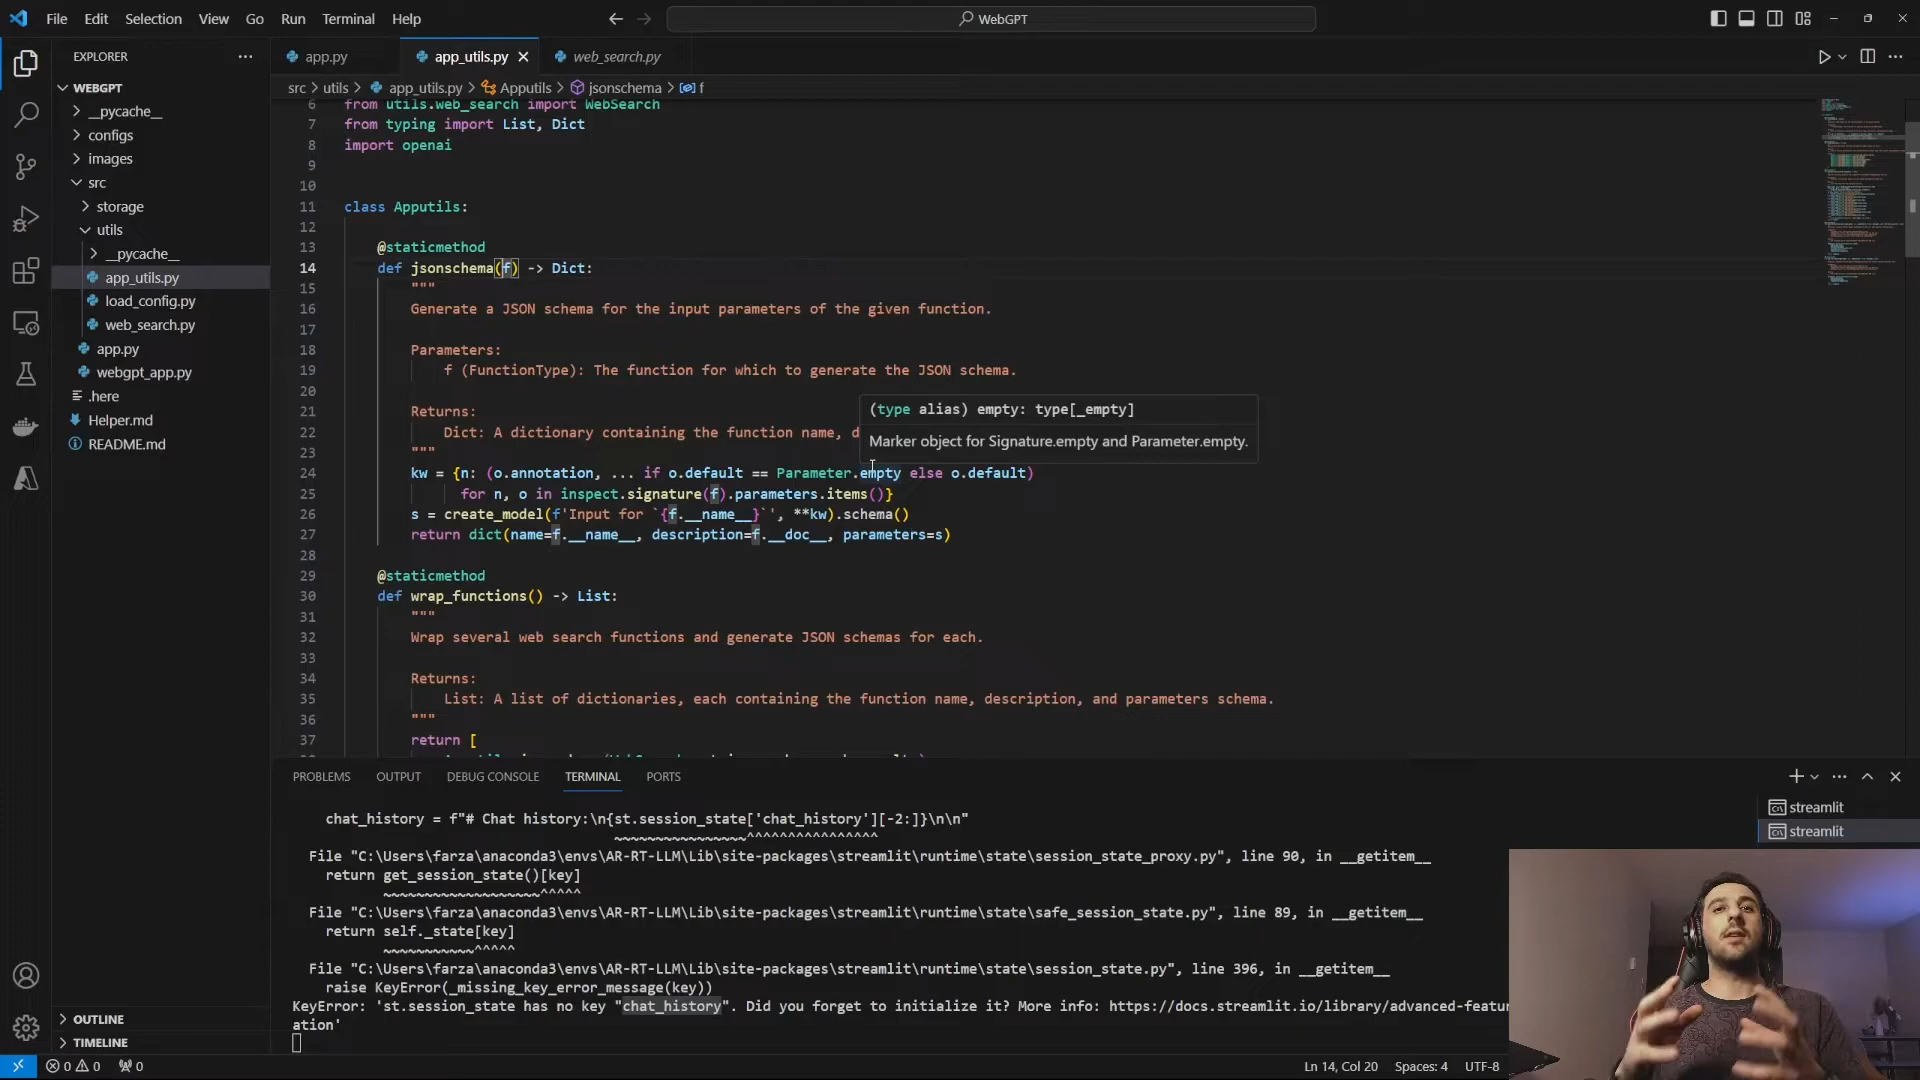 File Edit Selection View Go Run Terminal Help
WebGPT
EXPLORER
app.py
app_utils.py
web_search.py
WEBGPT
__pycache__
configs
images
src
storage
utils
__pycache__
app_utils.py
load_config.py
web_search.py
app.py
webgpt_app.py
.here
Helper.md
README.md
OUTLINE
TIMELINE
src > utils > app_utils.py > Apputils > jsonschema > f
6 from utils.web_search import WebSearch
7 from typing import List, Dict
8 import openai
9
10
11 class Apputils:
12
13 @staticmethod
14 def jsonschema(f) -> Dict:
15 """
16 Generate a JSON schema for the input parameters of the given function.
17
18 Parameters:
19 f (FunctionType): The function for which to generate the JSON schema.
20
21 Returns:
22 Dict: A dictionary containing the function name, d
23 """
(type alias) empty: type[_empty]
Marker object for Signature.empty and Parameter.empty.
24 kw = {n: (o.annotation, ... if o.default == Parameter.empty else o.default)
25 for n, o in inspect.signature(f).parameters.items()}
26 s = create_model(f'Input for `{f.__name__}`', **kw).schema()
27 return dict(name=f.__name__, description=f.__doc__, parameters=s)
28
29 @staticmethod
30 def wrap_functions() -> List:
31 """
32 Wrap several web search functions and generate JSON schemas for each.
33
34 Returns:
35 List: A list of dictionaries, each containing the function name, description, and parameters schema.
36 """
37 return [
PROBLEMS OUTPUT DEBUG CONSOLE TERMINAL PORTS
streamlit
streamlit
chat_history = f"# Chat history:\n{st.session_state['chat_history'][-2:]}\n\n"
~~~~~~~~~~~~~~~~^^^^^^^^^^^^^^^^
File "C:\Users\farza\anaconda3\envs\AR-RT-LLM\Lib\site-packages\streamlit\runtime\state\session_state_proxy.py", line 90, in __getitem__
return get_session_state()[key]
~~~~~~~~~~~~~~~~~~~^^^^^
File "C:\Users\farza\anaconda3\envs\AR-RT-LLM\Lib\site-packages\streamlit\runtime\state\safe_session_state.py", line 89, in __getitem__
return self._state[key]
~~~~~~~~~~~^^^^^
File "C:\Users\farza\anaconda3\envs\AR-RT-LLM\Lib\site-packages\streamlit\runtime\state\session_state.py", line 396, in __getitem__
raise KeyError(_missing_key_error_message(key))
KeyError: 'st.session_state has no key "chat_history". Did you forget to initialize it? More info: https://docs.streamlit.io/library/advanced-featur
ation'
0 0 0
Ln 14, Col 20 Spaces: 4 UTF-8